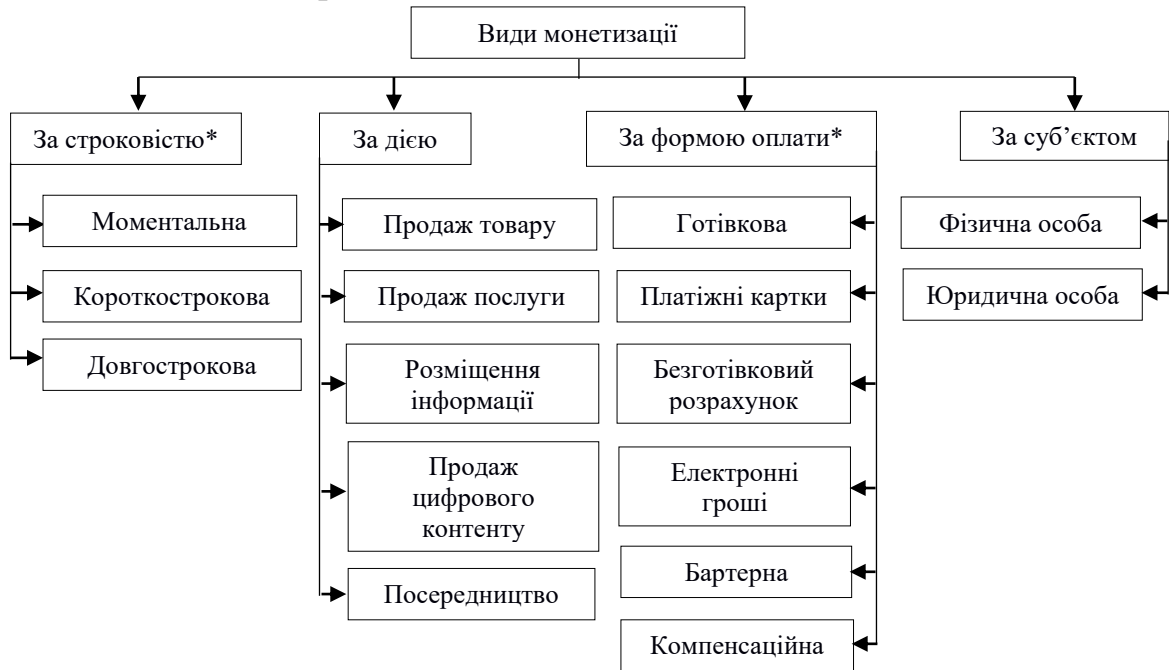 Види монетизації
За строковістю*
Моментальна
Короткострокова
Довгострокова
За дією
Продаж товару
Продаж послуги
Розміщення
інформації
Продаж
цифрового
контенту
Посередництво
За формою оплати*
Готівкова
Платіжні картки
Безготівковий
розрахунок
Електронні
гроші
Бартерна
Компенсаційна
За суб’єктом
Фізична особа
Юридична особа